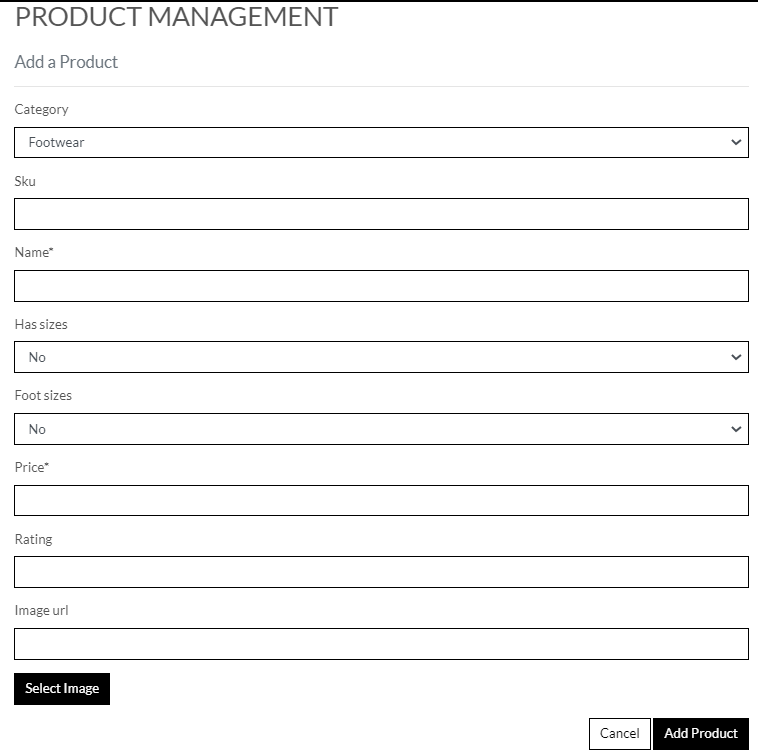 PRODUCT MANAGEMENT
Add a Product
Category
Footwear
Sku
Name*
Has sizes
No
Foot sizes
No
Price*
Rating
Image url
Select Image
Cancel Add Product